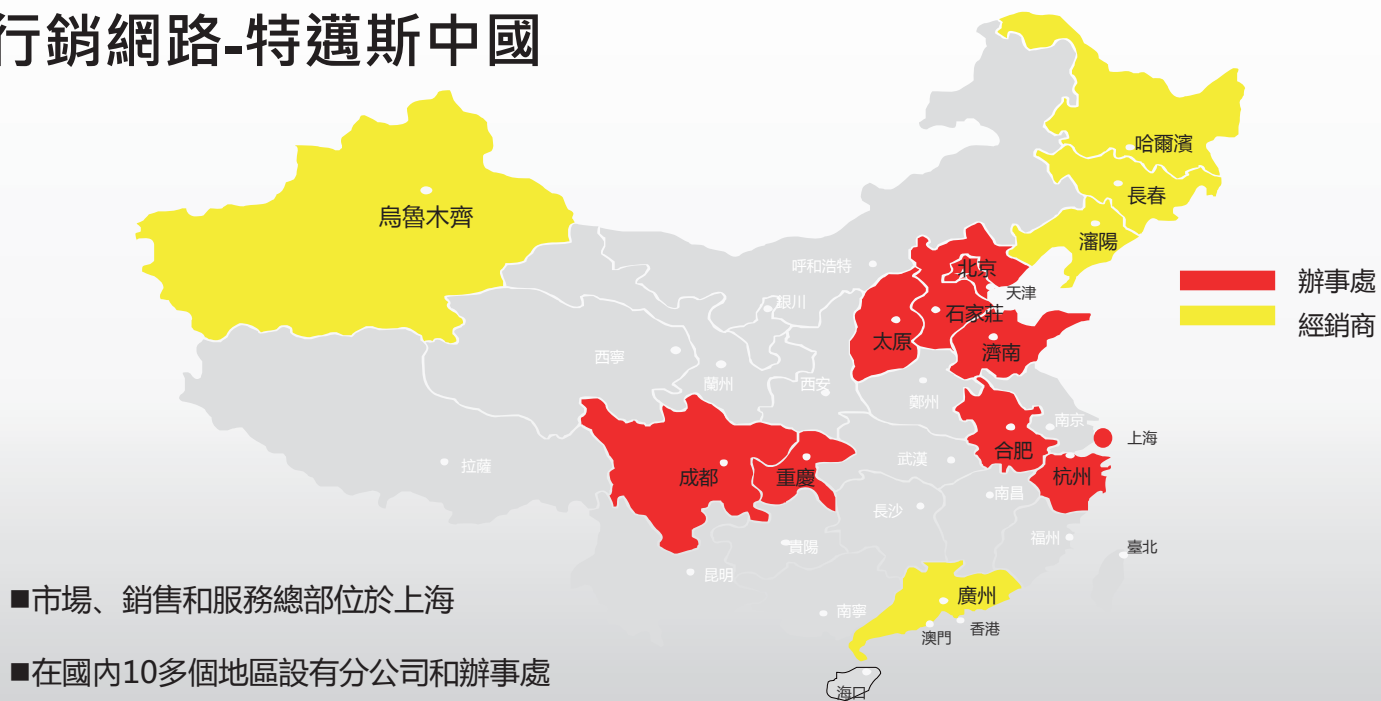 行銷網路-特邁斯中國
哈爾濱
長春
烏魯木齊
瀋陽
呼和浩特
北京
辦事處
天津
銀川
石家莊
經銷商
太原
濟南
西寧
蘭州
西安
鄭州
南京
上海
合肥
武漢
拉薩
成都
重慶
杭州
南昌
長沙
福州
貴陽
臺北
昆明
■市場、銷售和服務總部位於上海
廣州
南寧
香港
澳門
■在國內10多個地區設有分公司和辦事處
海口